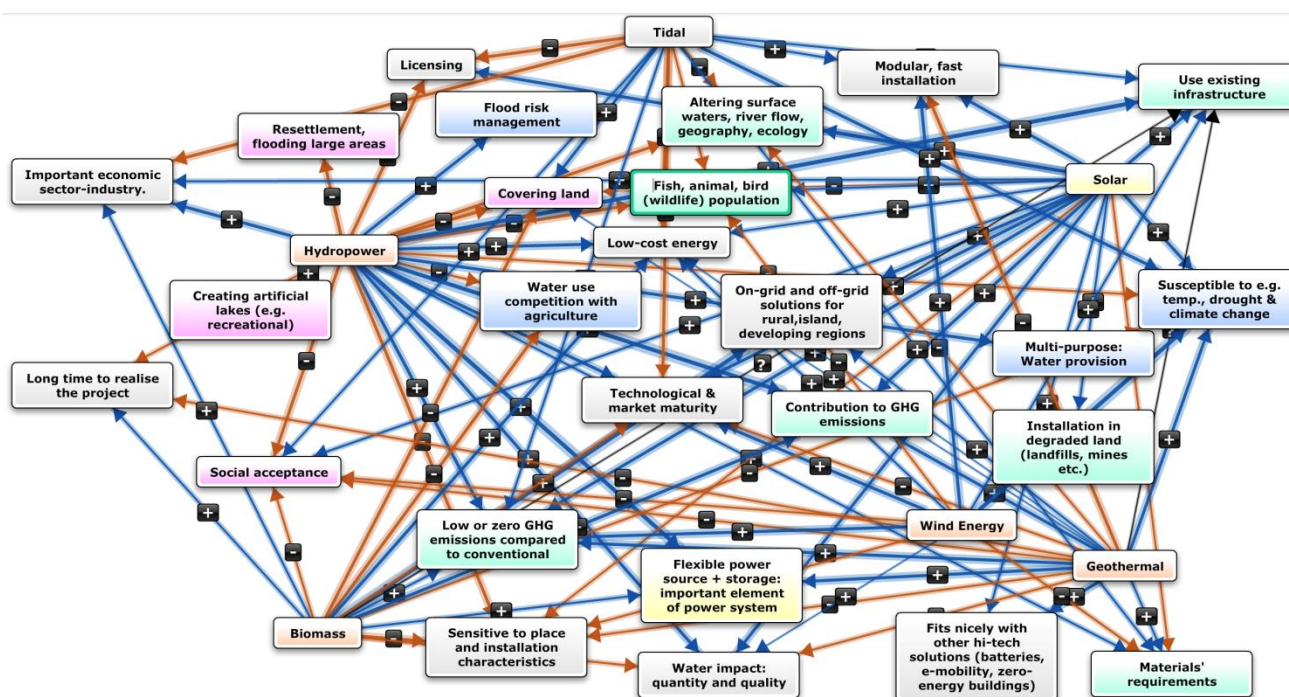 Tidal
Licensing
Modular, fast
installation
Use existing
infrastructure
Flood risk
management
Altering surface
waters, river flow,
geography, ecology
Resettlement,
flooding large areas
Important economic
sector-industry.
Covering land
Fish, animal, bird
(wildlife) population
Solar
Hydropower
Low-cost energy
Creating artificial
lakes (e.g.
recreational)
Water use
competition with
agriculture
On-grid and off-grid
solutions for
rural,island,
developing regions
Susceptible to e.g.
temp., drought &
climate change
Multi-purpose:
Water provision
Long time to realise
the project
Technological &
market maturity
Contribution to GHG
emissions
Installation in
degraded land
(landfills, mines
etc.)
Social acceptance
Low or zero GHG
emissions compared
to conventional
Wind Energy
Flexible power
source + storage:
important element
of power system
Geothermal
Biomass
Sensitive to place
and installation
characteristics
Water impact:
quantity and quality
Fits nicely with
other hi-tech
solutions (batteries,
e-mobility, zero-
energy buildings)
Materials'
requirements